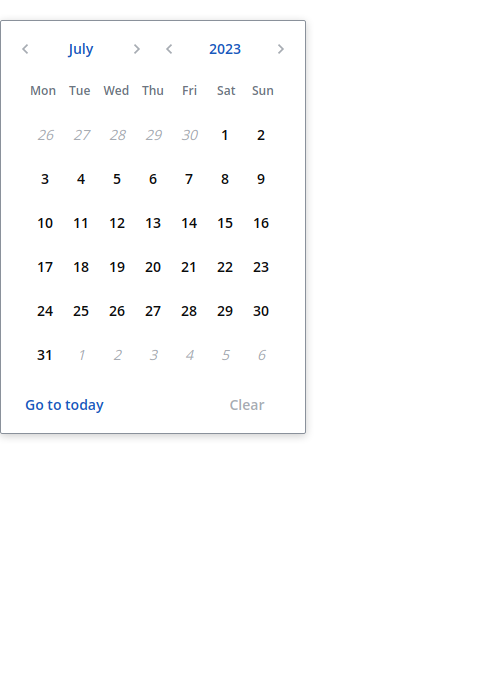 July 2023
Mon Tue Wed Thu Fri Sat Sun
26 27 28 29 30 1 2
3 4 5 6 7 8 9
10 11 12 13 14 15 16
17 18 19 20 21 22 23
24 25 26 27 28 29 30
31 1 2 3 4 5 6
Go to today Clear